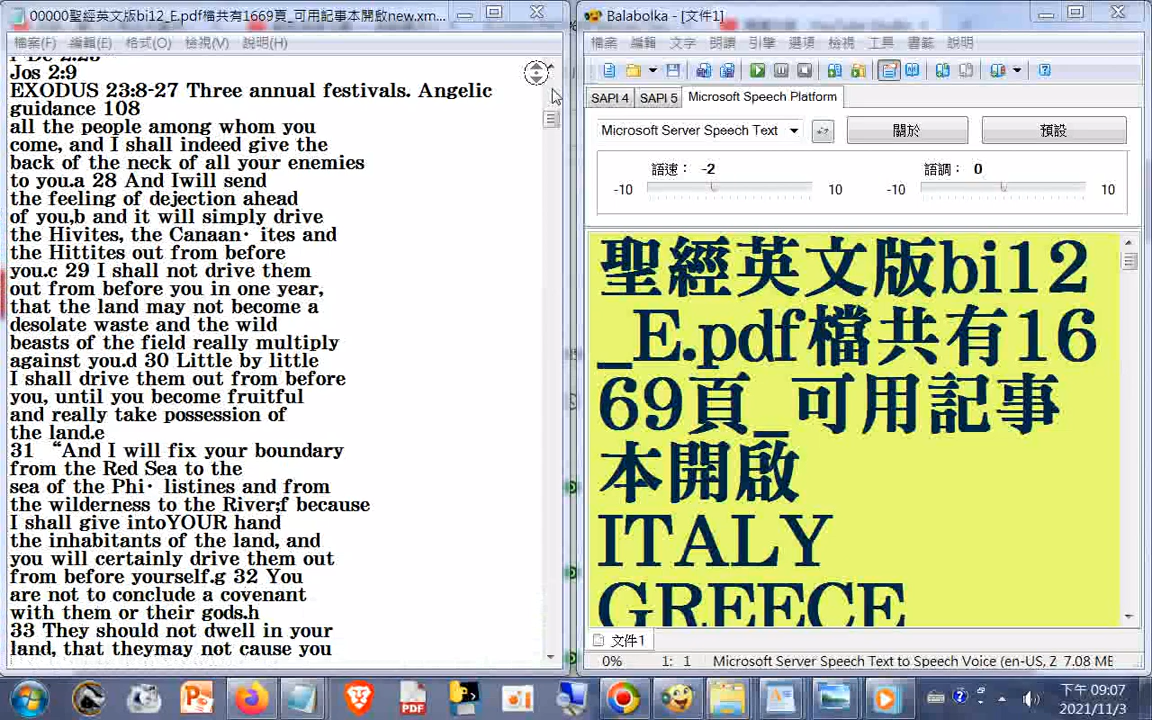 00000聖經英文版bi12_E.pdf檔共有1669頁_可用記事本開啟new.xm...
檔案(F) 編輯(E) 格式(O) 檢視(V) 說明(H)
Jos 2:9
EXODUS 23:8-27 Three annual festivals. Angelic
guidance 108
all the people among whom you
come, and I shall indeed give the
back of the neck of all your enemies
to you.a 28 And Iwill send
the feeling of dejection ahead
of you,b and it will simply drive
the Hivites, the Canaan· ites and
the Hittites out from before
you.c 29 I shall not drive them
out from before you in one year,
that the land may not become a
desolate waste and the wild
beasts of the field really multiply
against you.d 30 Little by little
I shall drive them out from before
you, until you become fruitful
and really take possession of
the land.e
31 “And I will fix your boundary
from the Red Sea to the
sea of the Phi· listines and from
the wilderness to the River;f because
I shall give intoYOUR hand
the inhabitants of the land, and
you will certainly drive them out
from before yourself.g 32 You
are not to conclude a covenant
with them or their gods.h
33 They should not dwell in your
land, that theymay not cause you
Balabolka - [文件1]
檔案 編輯 文字 朗讀 引擎 選項 檢視 工具 書籤 說明
SAPI 4 SAPI 5 Microsoft Speech Platform
Microsoft Server Speech Text 關於 預設
語速: -2 語調: 0
-10 10 -10 10
聖經英文版bi12
_E.pdf檔共有16
69頁_可用記事
本開啟
ITALY
GREECE
文件1
0% 1: 1 Microsoft Server Speech Text to Speech Voice (en-US, Z 7.08 ME
PDF
下午 09:07
2021/11/3